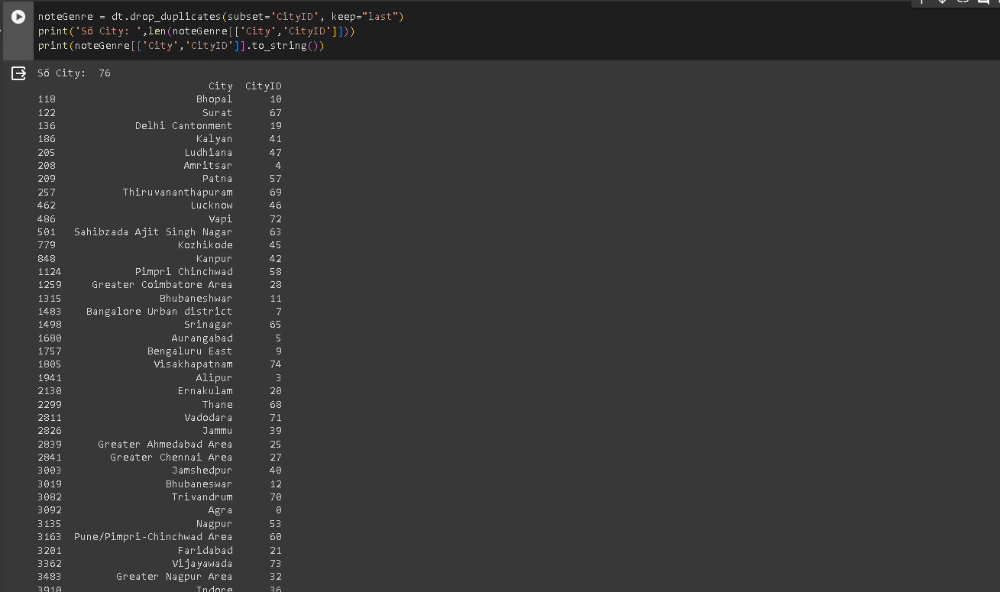 noteGenre = dt.drop_duplicates(subset='CityID', keep="last")
print('Số City: ',len(noteGenre[['City','CityID']]))
print(noteGenre[['City','CityID']].to_string())
Số City:  76
City  CityID
118 Bhopal 10
122 Surat 67
136 Delhi Cantonment 19
186 Kalyan 41
205 Ludhiana 47
208 Amritsar 4
209 Patna 57
257 Thiruvananthapuram 69
462 Lucknow 46
486 Vapi 72
501 Sahibzada Ajit Singh Nagar 63
779 Kozhikode 45
848 Kanpur 42
1124 Pimpri Chinchwad 58
1259 Greater Coimbatore Area 28
1315 Bhubaneshwar 11
1483 Bangalore Urban district 7
1498 Srinagar 65
1680 Aurangabad 5
1757 Bengaluru East 9
1805 Visakhapatnam 74
1941 Alipur 3
2130 Ernakulam 20
2299 Thane 68
2811 Vadodara 71
2826 Jammu 39
2839 Greater Ahmedabad Area 25
2841 Greater Chennai Area 27
3003 Jamshedpur 40
3019 Bhubaneswar 12
3082 Trivandrum 70
3092 Agra 0
3135 Nagpur 53
3163 Pune/Pimpri-Chinchwad Area 60
3201 Faridabad 21
3362 Vijayawada 73
3483 Greater Nagpur Area 32
3910 Indore 36